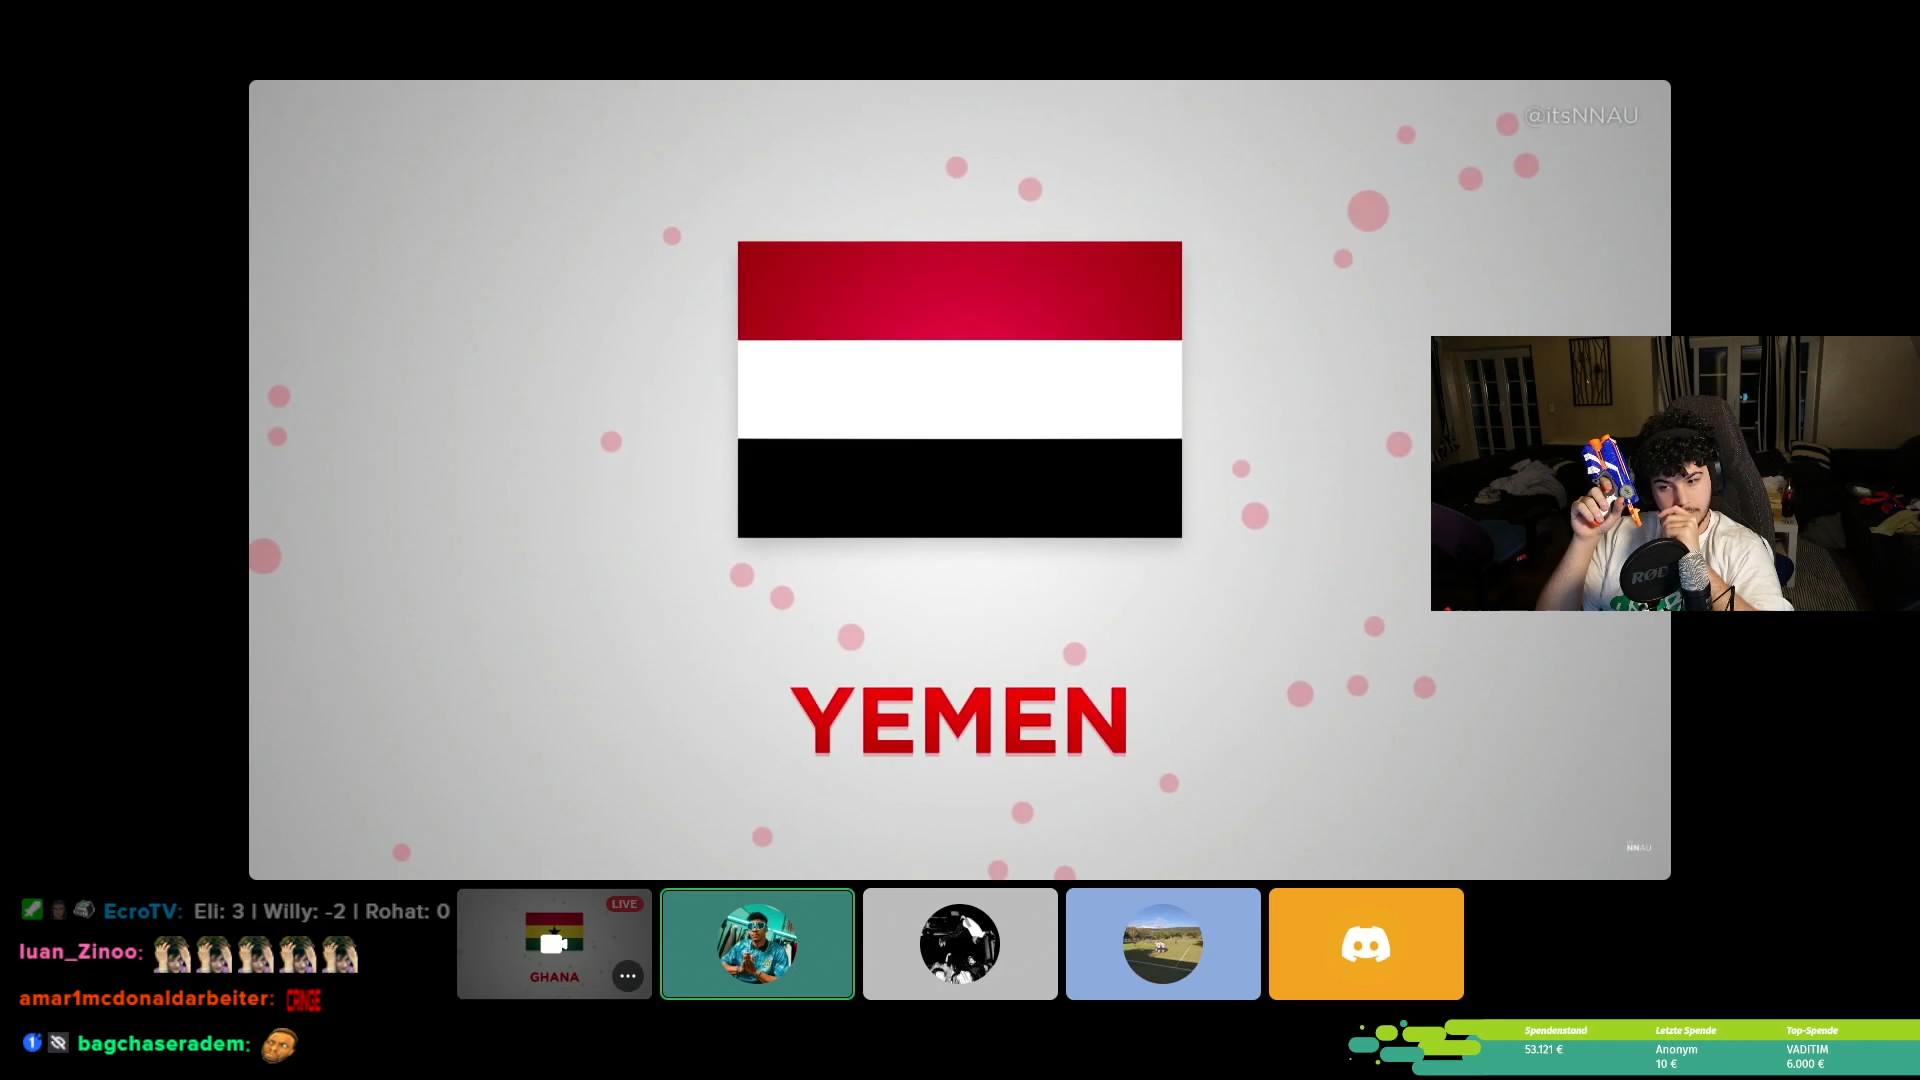 @itsNNAU
YEMEN
NNAU
RØDE
EcroTV: Eli: 3 | Willy: -2 | Rohat: 0
luan_Zinoo:
amar1mcdonaldarbeiter:
bagchaseradem:
LIVE
GHANA
Spendenstand
53.121 €
Letzte Spende
Anonym
10 €
Top-Spende
VADITIM
6.000 €